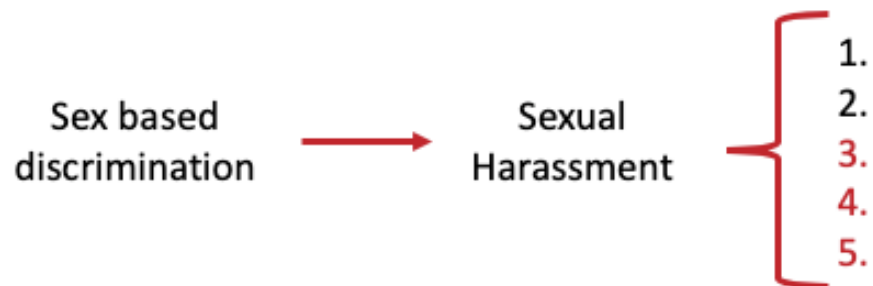 Sex based
discrimination
Sexual
Harassment
1.
2.
3.
4.
5.